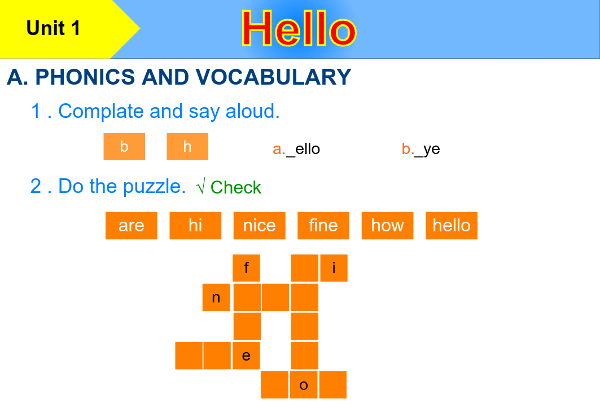 Unit 1
Hello
A. PHONICS AND VOCABULARY
1 . Complate and say aloud.
b h a._ello b._ye
2 . Do the puzzle. √ Check
are hi nice fine how hello
f i
n
e
o